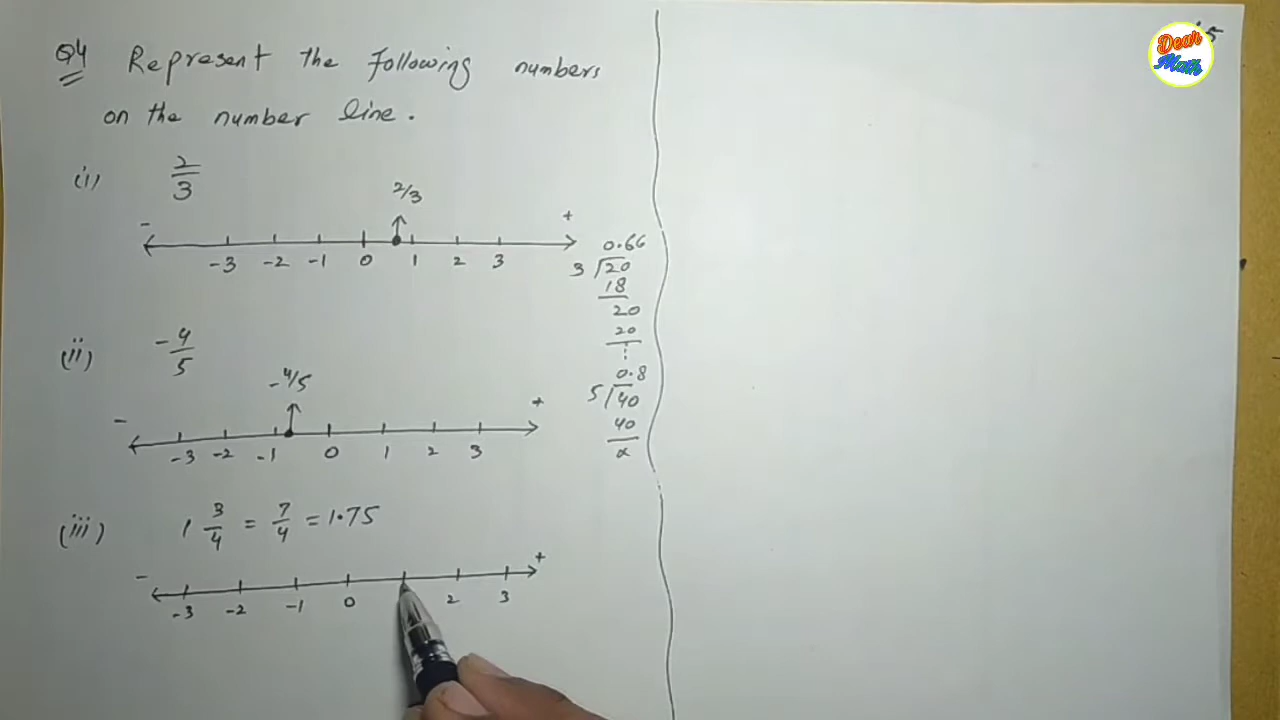 Q4 Represent the following numbers
on the number line.
(i) 2/3
2/3
- +
-3 -2 -1 0 1 2 3
0.66
3 20
18
20
20
(ii) -4/5
-4/5
- +
-3 -2 -1 0 1 2 3
0.8
5 40
40
x
(iii) 1 3/4 = 7/4 = 1.75
- +
-3 -2 -1 0 2 3
Dear
Math